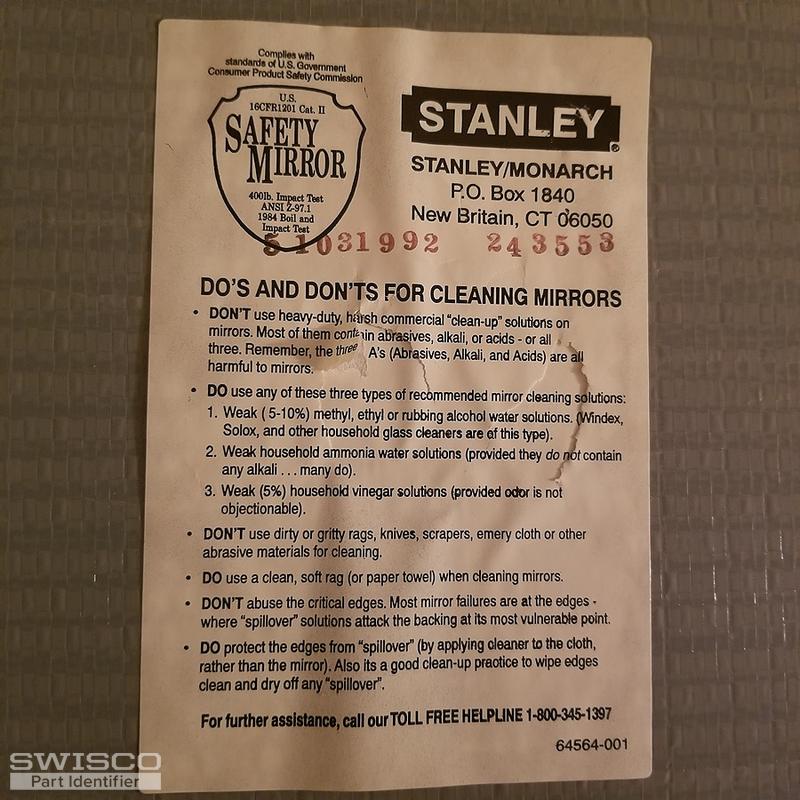 Complies with
standards of U.S. Government
Consumer Product Safety Commission
U.S.
16CFR1201 Cat. II
SAFETY
MIRROR
400lb. Impact Test
ANSI Z-97.1
1984 Boil and
Impact Test
STANLEY®
STANLEY/MONARCH
P.O. Box 1840
New Britain, CT 06050
51031992 243553
DO'S AND DON'TS FOR CLEANING MIRRORS
• DON'T use heavy-duty, harsh commercial "clean-up" solutions on
mirrors. Most of them contain abrasives, alkali, or acids - or all
three. Remember, the three A's (Abrasives, Alkali, and Acids) are all
harmful to mirrors.
• DO use any of these three types of recommended mirror cleaning solutions:
1. Weak ( 5-10%) methyl, ethyl or rubbing alcohol water solutions. (Windex,
Solox, and other household glass cleaners are of this type).
2. Weak household ammonia water solutions (provided they do not contain
any alkali . . . many do).
3. Weak (5%) household vinegar solutions (provided odor is not
objectionable).
• DON'T use dirty or gritty rags, knives, scrapers, emery cloth or other
abrasive materials for cleaning.
• DO use a clean, soft rag (or paper towel) when cleaning mirrors.
• DON'T abuse the critical edges. Most mirror failures are at the edges -
where "spillover" solutions attack the backing at its most vulnerable point.
• DO protect the edges from "spillover" (by applying cleaner to the cloth,
rather than the mirror). Also its a good clean-up practice to wipe edges
clean and dry off any "spillover".
For further assistance, call our TOLL FREE HELPLINE 1-800-345-1397
64564-001
SWISCO
Part Identifier